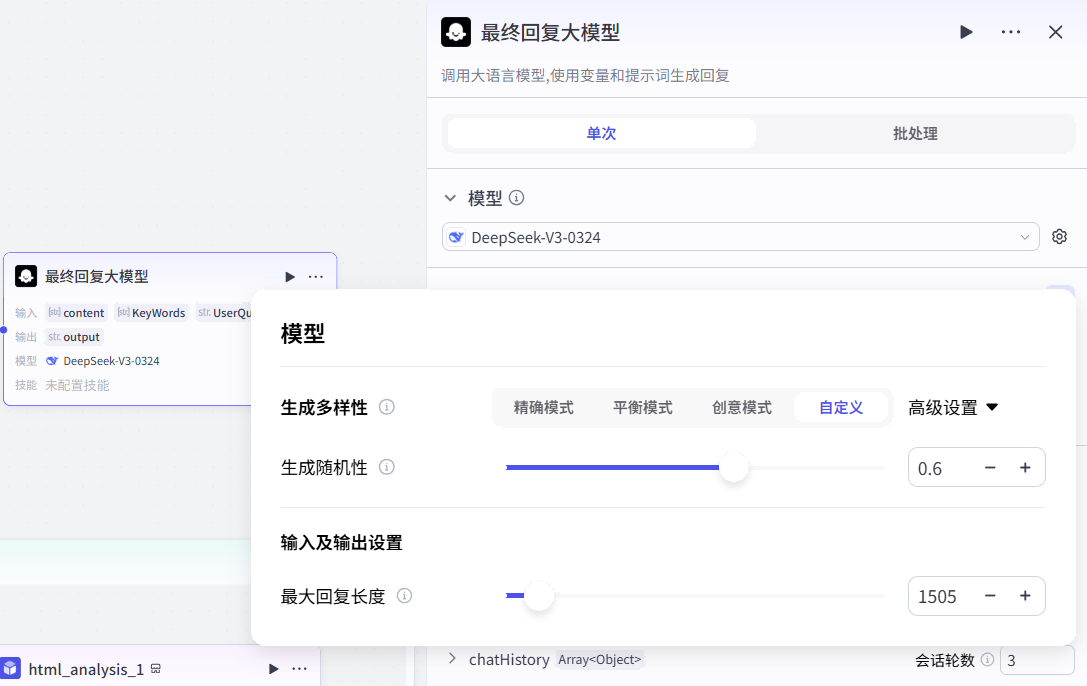 最终回复大模型
调用大语言模型,使用变量和提示词生成回复
单次 批处理
模型
DeepSeek-V3-0324
最终回复大模型
输入 [str] content [str] KeyWords str. UserQu
输出 str. output
模型 DeepSeek-V3-0324
技能 未配置技能
模型
生成多样性 精确模式 平衡模式 创意模式 自定义 高级设置
生成随机性 0.6
输入及输出设置
最大回复长度 1505
html_analysis_1
chatHistory Array<Object> 会话轮数 3